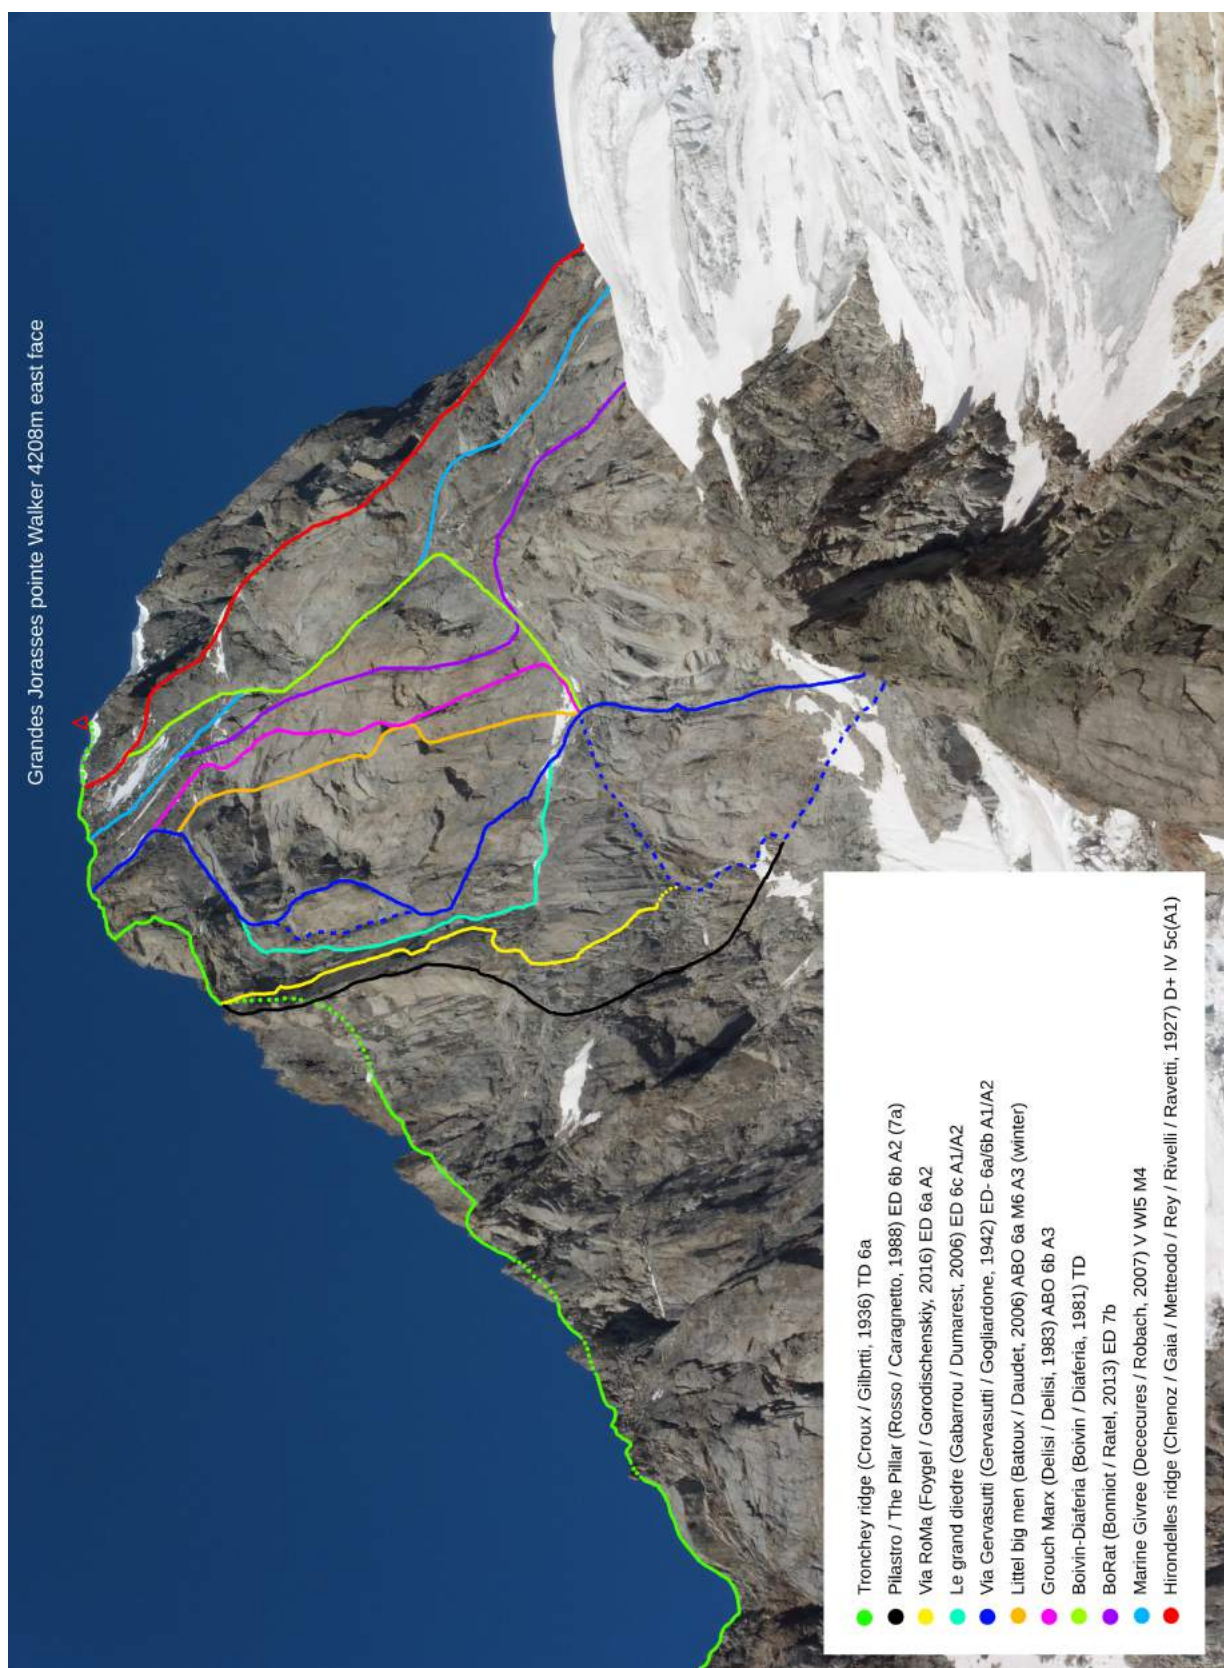 Grandes Jorasses pointe Walker 4208m east face
Tronchey ridge (Croux / Gilbrtti, 1936) TD 6a
Pilastro / The Pillar (Rosso / Caragnetto, 1988) ED 6b A2 (7a)
Via RoMa (Foygel / Gorodischenskiy, 2016) ED 6a A2
Le grand diedre (Gabarrou / Dumarest, 2006) ED 6c A1/A2
Via Gervasutti (Gervasutti / Gogliardone, 1942) ED- 6a/6b A1/A2
Littel big men (Batoux / Daudet, 2006) ABO 6a M6 A3 (winter)
Grouch Marx (Delisi / Delisi, 1983) ABO 6b A3
Boivin-Diaferia (Boivin / Diaferia, 1981) TD
BoRat (Bonniot / Ratel, 2013) ED 7b
Marine Givree (Dececures / Robach, 2007) V WI5 M4
Hirondelles ridge (Chenoz / Gaia / Metteodo / Rey / Rivelli / Ravetti, 1927) D+ IV 5c(A1)